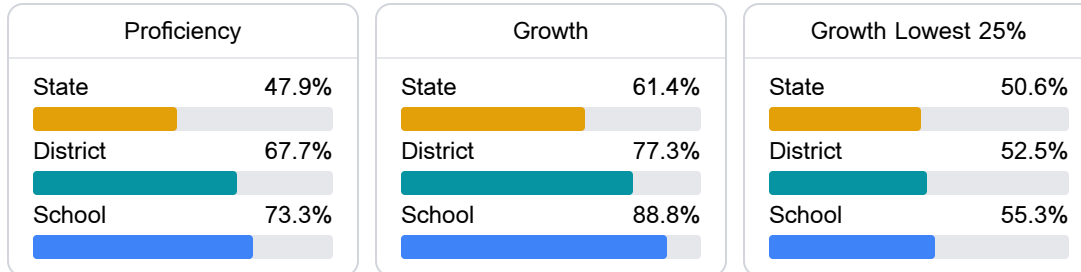 Proficiency
State 47.9%
District 67.7%
School 73.3%
Growth
State 61.4%
District 77.3%
School 88.8%
Growth Lowest 25%
State 50.6%
District 52.5%
School 55.3%